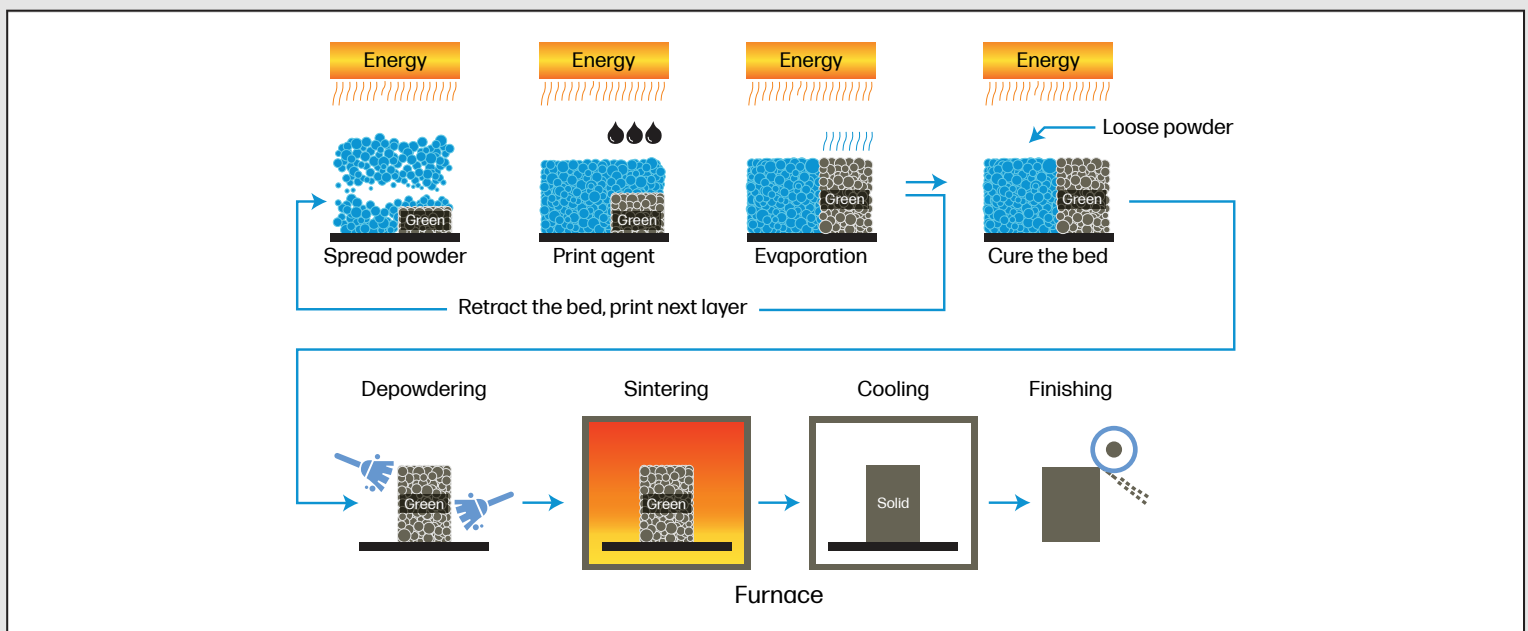 Energy
Energy
Energy
Energy
Loose powder
Green
Green
Green
Green
Spread powder
Print agent
Evaporation
Cure the bed
Retract the bed, print next layer
Depowdering
Sintering
Cooling
Finishing
Green
Green
Solid
Furnace